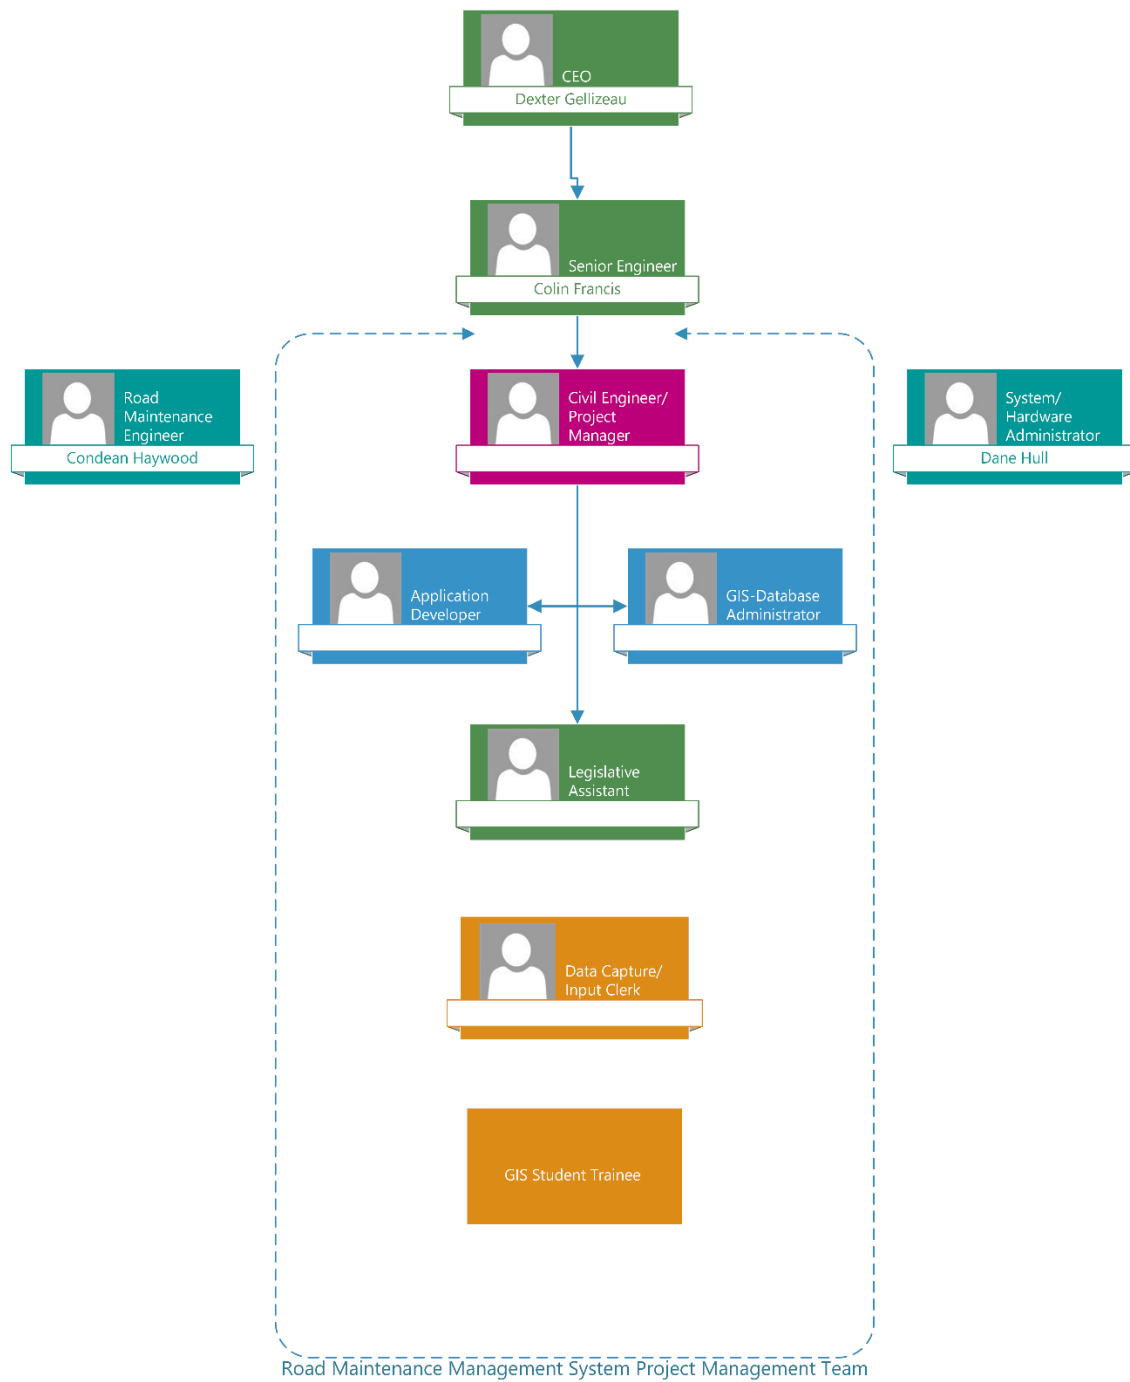 CEO
Dexter Gellizeau
Senior Engineer
Colin Francis
Road
Maintenance
Engineer
Condean Haywood
Civil Engineer/
Project
Manager
System/
Hardware
Administrator
Dane Hull
Application
Developer
GIS-Database
Administrator
Legislative
Assistant
Data Capture/
Input Clerk
GIS Student Trainee
Road Maintenance Management System Project Management Team